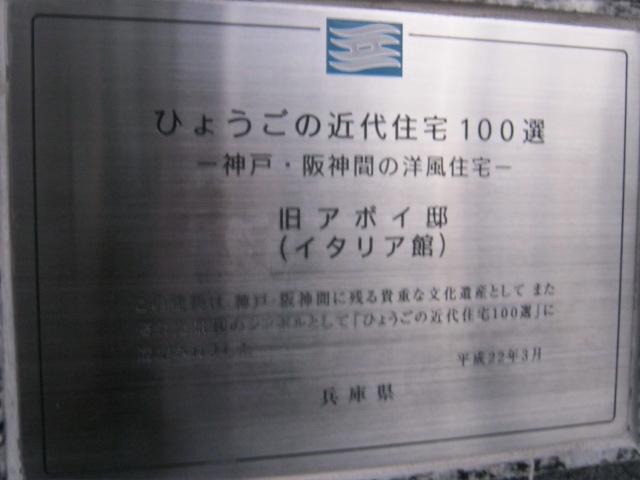 ひょうごの近代住宅100選
－神戸・阪神間の洋風住宅－
旧アボイ邸
(イタリア館)
この建物は 神戸・阪神間に残る貴重な文化遺産として また
シンボルとして「ひょうごの近代住宅100選」に
平成22年3月
兵庫県